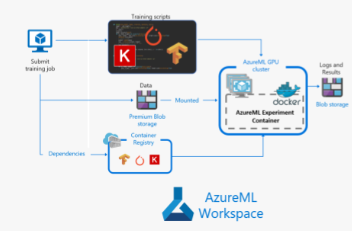 Training scripts
Submit
training job
K
AzureML GPU
cluster
Logs and
Results
Data
Mounted
docker
Blob storage
Premium Blob
storage
AzureML Experiment
Container
Container
Registry
Dependencies
K
AzureML
Workspace